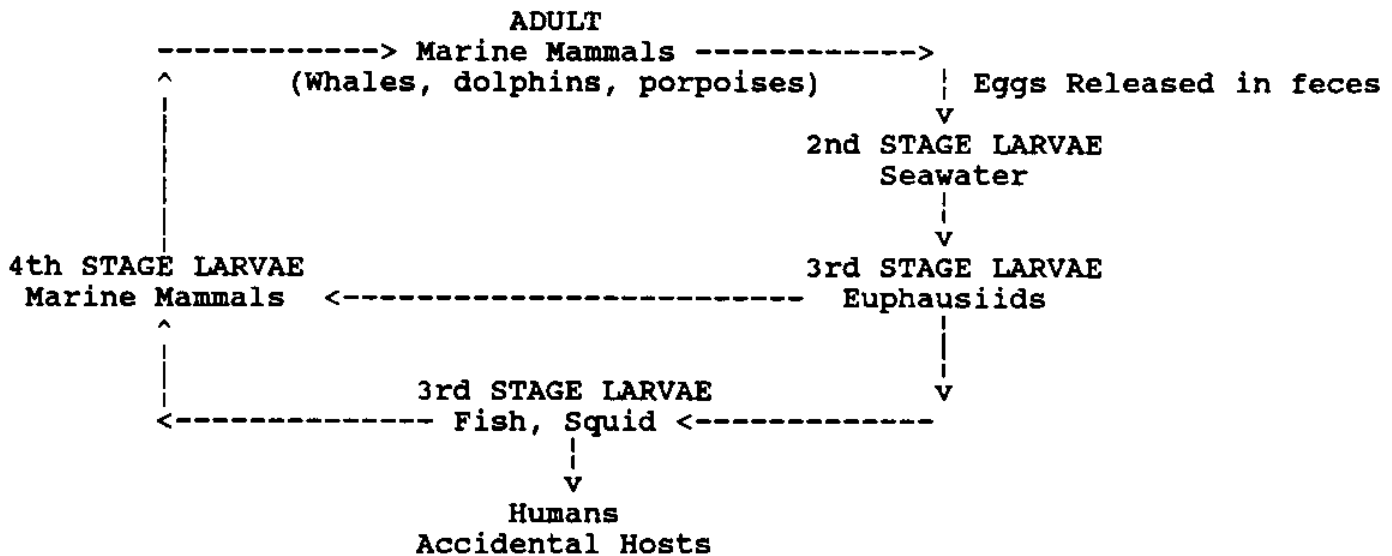 ADULT
Marine Mammals
(Whales, dolphins, porpoises)
Eggs Released in feces
2nd STAGE LARVAE
Seawater
4th STAGE LARVAE
Marine Mammals
3rd STAGE LARVAE
Euphausiids
3rd STAGE LARVAE
Fish, Squid
Humans
Accidental Hosts